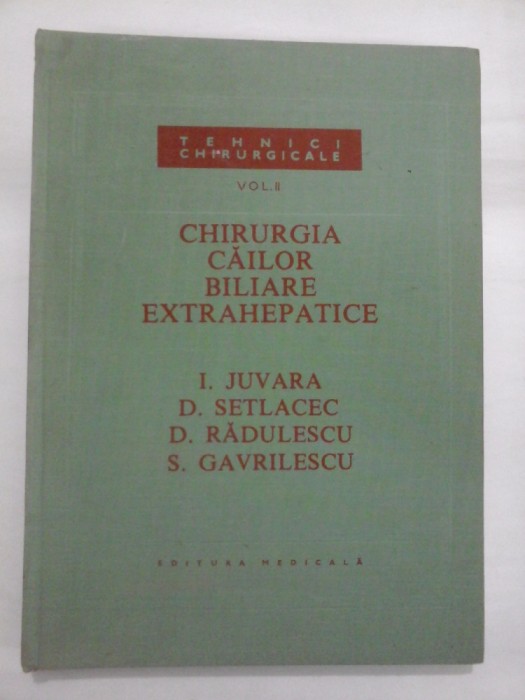 TEHNICI
CHIRURGICALE
VOL. II
CHIRURGIA
CĂILOR
BILIARE
EXTRAHEPATICE
I. JUVARA
D. SETLACEC
D. RĂDULESCU
S. GAVRILESCU
EDITURA MEDICALĂ